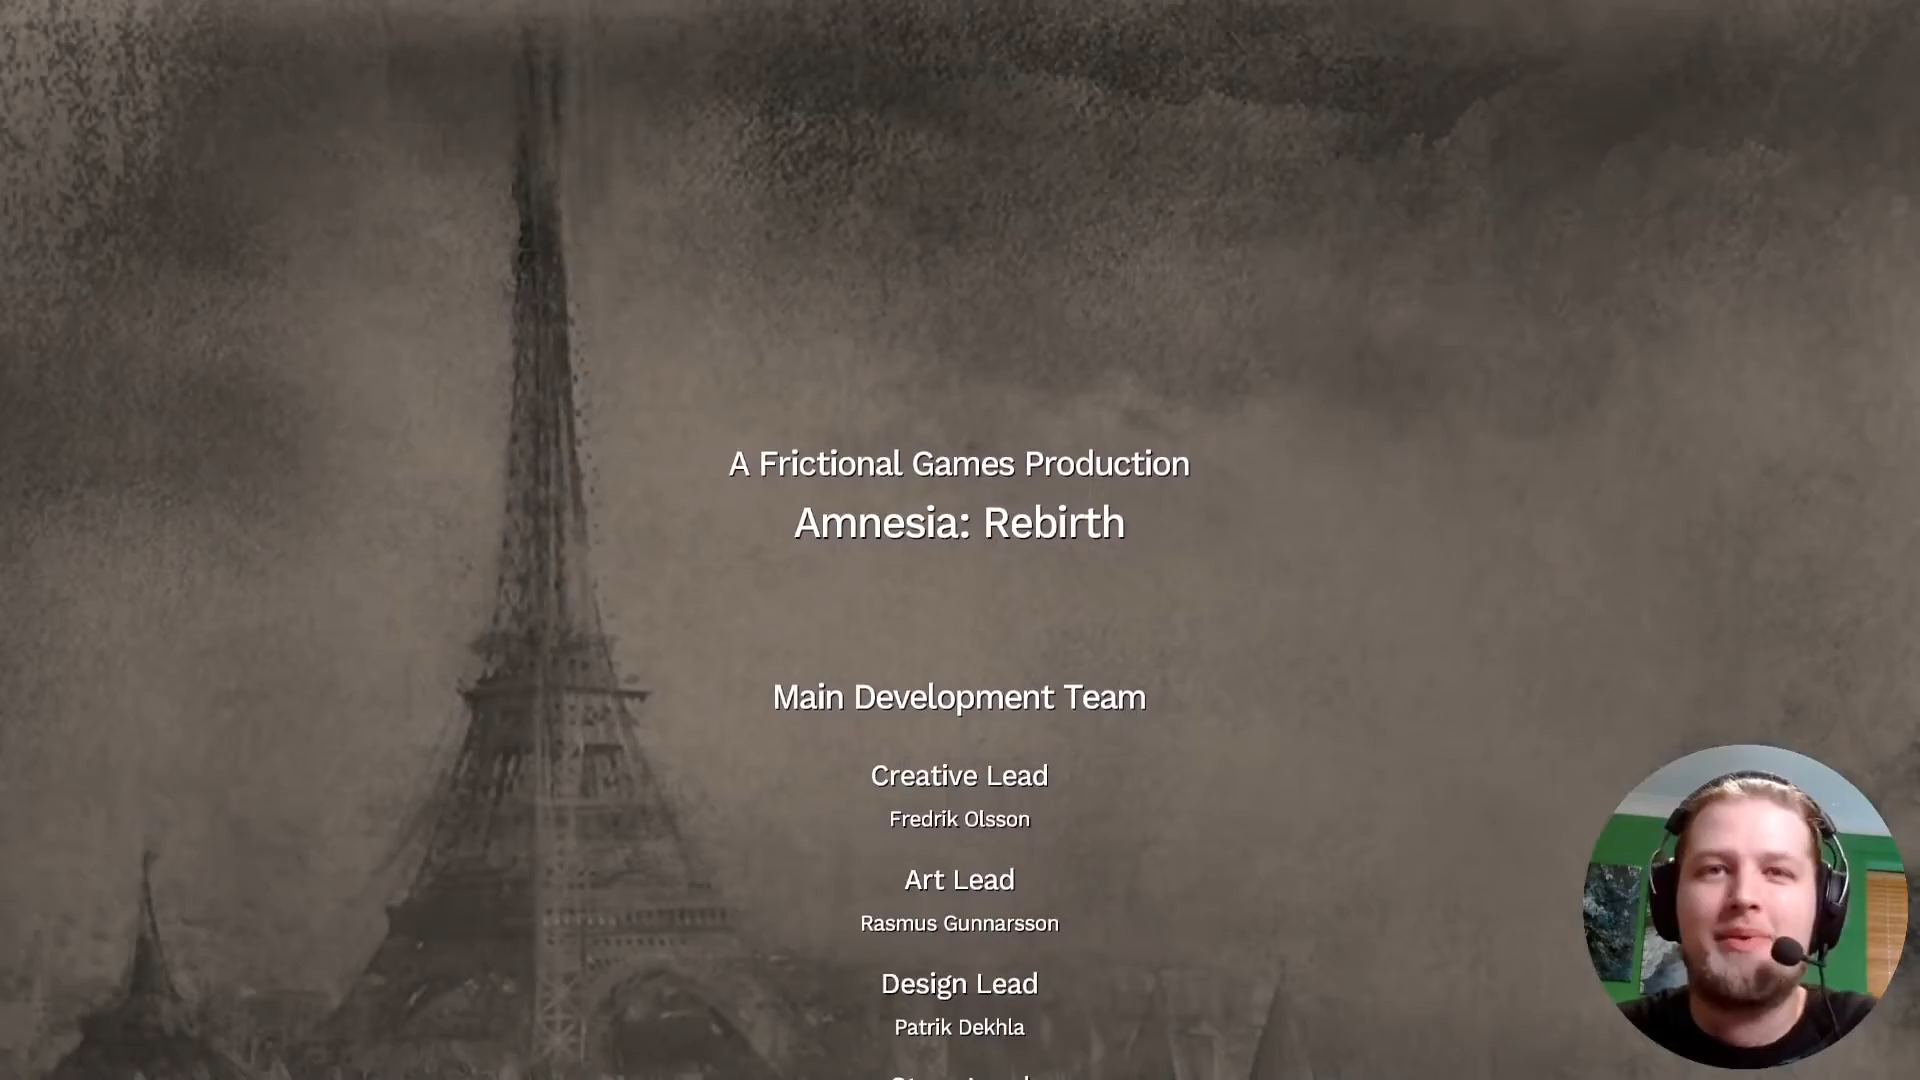 A Frictional Games Production
Amnesia: Rebirth
Main Development Team
Creative Lead
Fredrik Olsson
Art Lead
Rasmus Gunnarsson
Design Lead
Patrik Dekhla